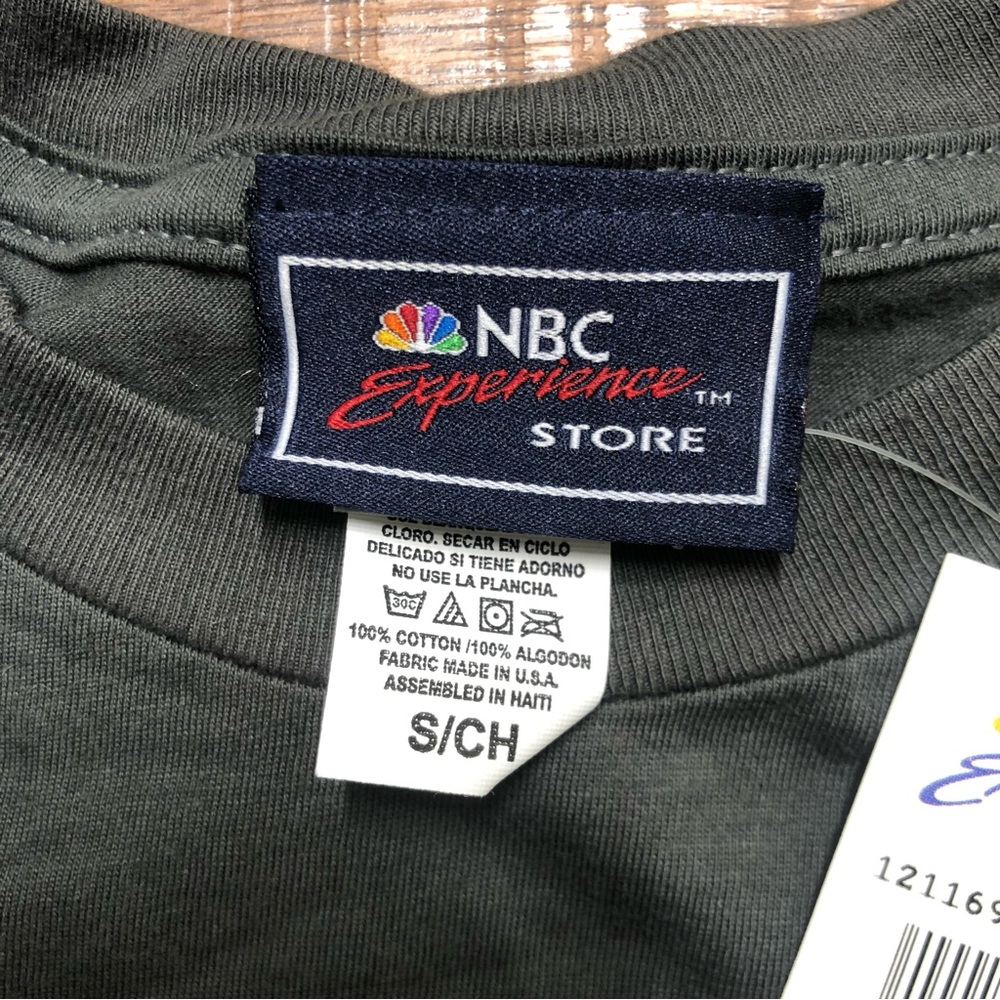 NBC
Experience™
STORE
CLORO. SECAR EN CICLO
DELICADO SI TIENE ADORNO
NO USE LA PLANCHA.
30C
100% COTTON /100% ALGODON
FABRIC MADE IN U.S.A.
ASSEMBLED IN HAITI
S/CH
121169